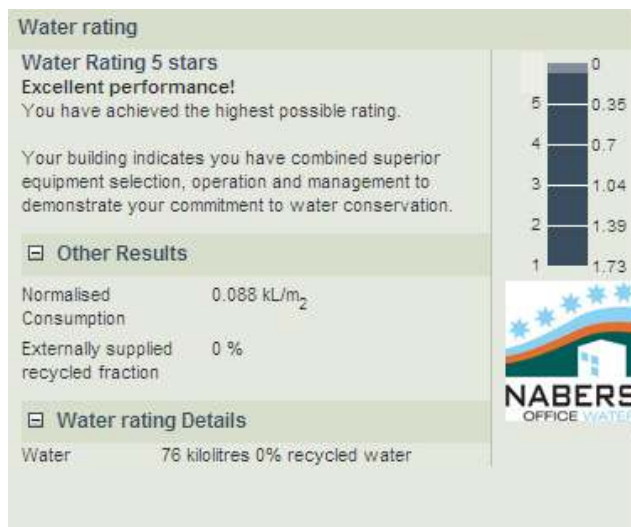 Water rating
Water Rating 5 stars
Excellent performance!
You have achieved the highest possible rating.
Your building indicates you have combined superior
equipment selection, operation and management to
demonstrate your commitment to water conservation.
Other Results
Normalised Consumption 0.088 kL/m2
Externally supplied recycled fraction 0 %
Water rating Details
Water 76 kilolitres 0% recycled water
0
5 0.35
4 0.7
3 1.04
2 1.39
1 1.73
NABERS
OFFICE WATER